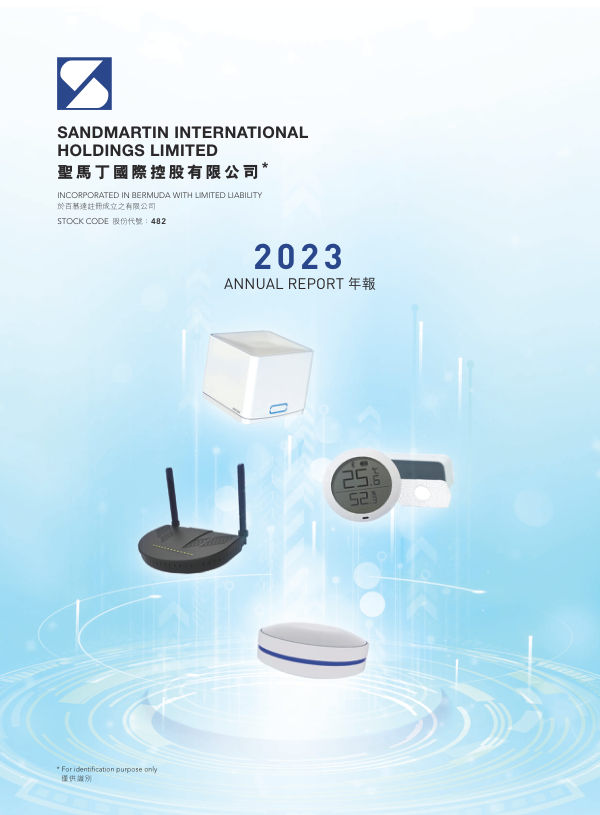 SANDMARTIN INTERNATIONAL
HOLDINGS LIMITED
聖馬丁國際控股有限公司*
INCORPORATED IN BERMUDA WITH LIMITED LIABILITY
於百慕達註冊成立之有限公司
STOCK CODE 股份代號：482
2023
ANNUAL REPORT 年報
25.0
52
* For identification purpose only
僅供識別